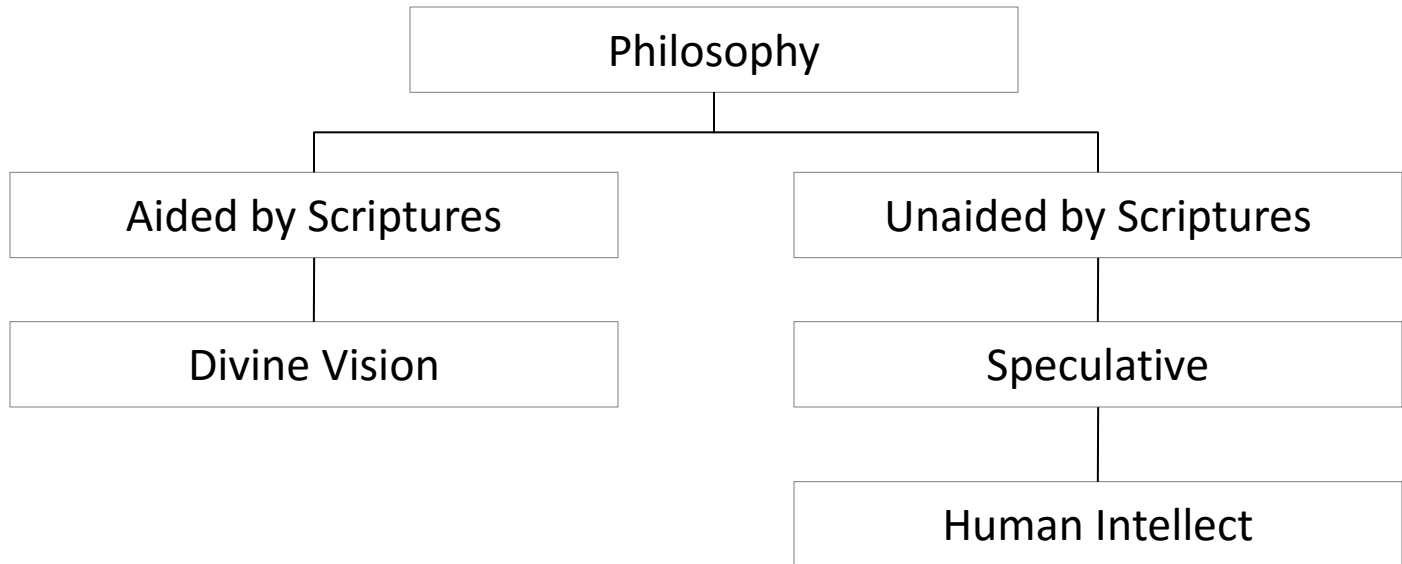 Philosophy
Aided by Scriptures
Unaided by Scriptures
Divine Vision
Speculative
Human Intellect